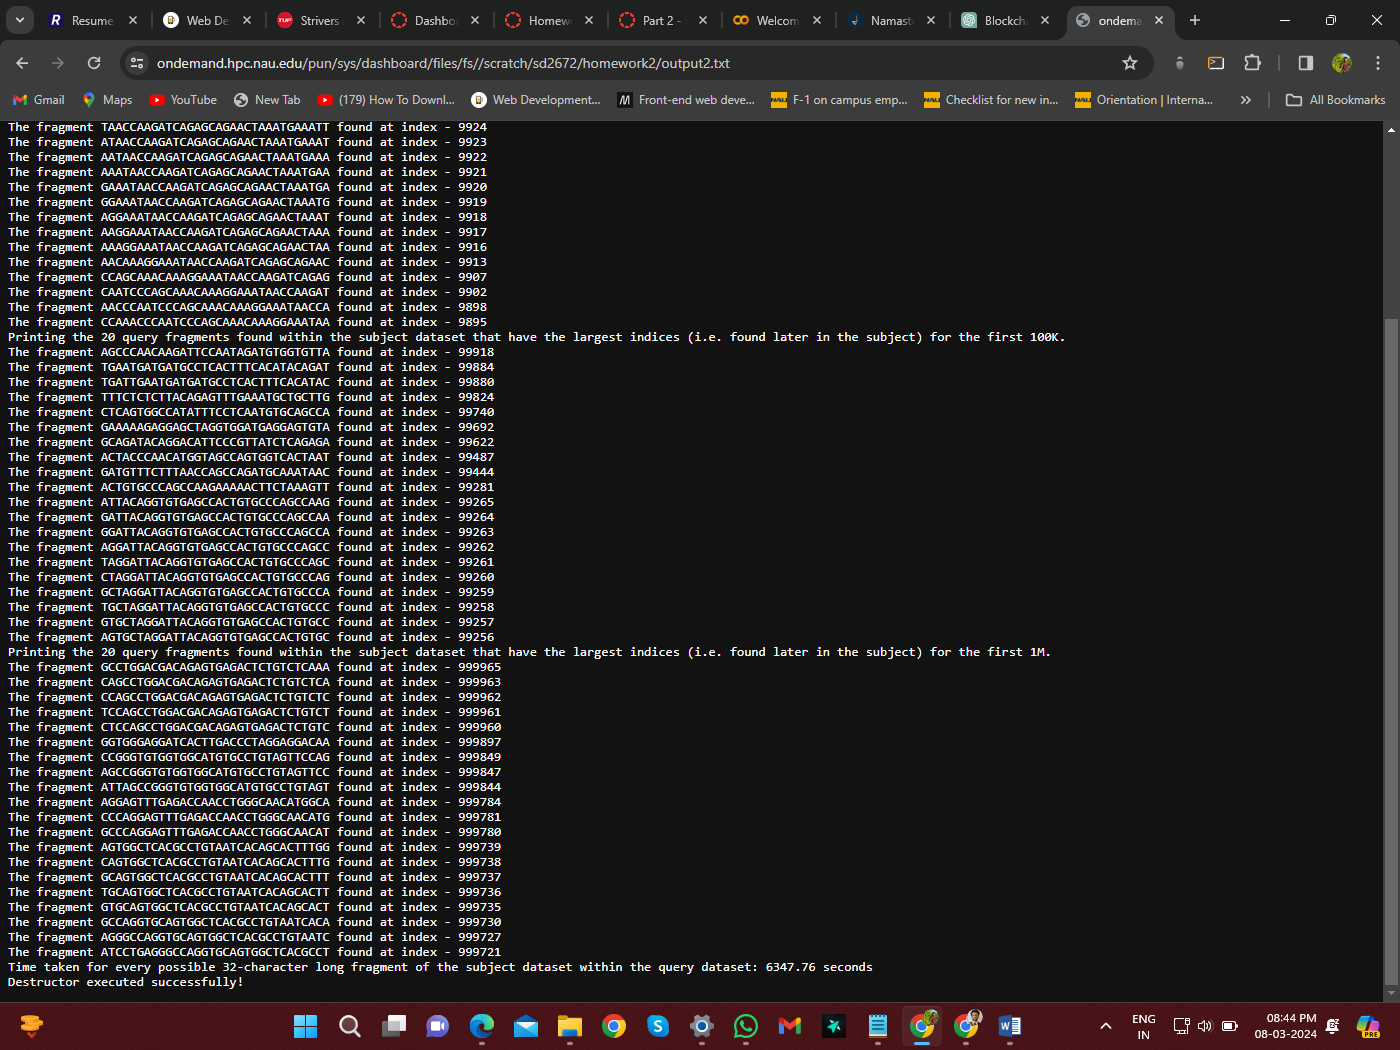 Resume
Web De
Strivers
Dashbo
Homew
Part 2 -
Welcom
Namast
Blockch
ondema
ondemand.hpc.nau.edu/pun/sys/dashboard/files/fs//scratch/sd2672/homework2/output2.txt
Gmail
Maps
YouTube
New Tab
(179) How To Downl...
Web Development...
Front-end web deve...
F-1 on campus emp...
Checklist for new in...
Orientation | Interna...
All Bookmarks
The fragment TAACCAAGATCAGAGCAGAACTAAATGAAATT found at index - 9924
The fragment ATAACCAAGATCAGAGCAGAACTAAATGAAAT found at index - 9923
The fragment AATAACCAAGATCAGAGCAGAACTAAATGAAA found at index - 9922
The fragment AAATAACCAAGATCAGAGCAGAACTAAATGAA found at index - 9921
The fragment GAAATAACCAAGATCAGAGCAGAACTAAATGA found at index - 9920
The fragment GGAAATAACCAAGATCAGAGCAGAACTAAATG found at index - 9919
The fragment AGGAAATAACCAAGATCAGAGCAGAACTAAAT found at index - 9918
The fragment AAGGAAATAACCAAGATCAGAGCAGAACTAAA found at index - 9917
The fragment AAAGGAAATAACCAAGATCAGAGCAGAACTAA found at index - 9916
The fragment AACAAAGGAAATAACCAAGATCAGAGCAGAAC found at index - 9913
The fragment CCAGCAAACAAAGGAAATAACCAAGATCAGAG found at index - 9907
The fragment CAATCCCAGCAAACAAAGGAAATAACCAAGAT found at index - 9902
The fragment AACCCAATCCCAGCAAACAAAGGAAATAACCA found at index - 9898
The fragment CCAAACCCAATCCCAGCAAACAAAGGAAATAA found at index - 9895
Printing the 20 query fragments found within the subject dataset that have the largest indices (i.e. found later in the subject) for the first 100K.
The fragment AGCCCAACAAGATTCCAATAGATGTGGTGTTA found at index - 99918
The fragment TGAATGATGATGCCTCACTTTCACATACAGAT found at index - 99884
The fragment TGATTGAATGATGATGCCTCACTTTCACATAC found at index - 99880
The fragment TTTCTCTCTTACAGAGTTTGAAATGCTGCTTG found at index - 99824
The fragment CTCAGTGGCCATATTTCCTCAATGTGCAGCCA found at index - 99740
The fragment GAAAAAGAGGAGCTAGGTGGATGAGGAGTGTA found at index - 99692
The fragment GCAGATACAGGACATTCCCGTTATCTCAGAGA found at index - 99622
The fragment ACTACCCAACATGGTAGCCAGTGGTCACTAAT found at index - 99487
The fragment GATGTTTCTTTAACCAGCCAGATGCAAATAAC found at index - 99444
The fragment ACTGTGCCCAGCCAAGAAAAACTTCTAAAGTT found at index - 99281
The fragment ATTACAGGTGTGAGCCACTGTGCCCAGCCAAG found at index - 99265
The fragment GATTACAGGTGTGAGCCACTGTGCCCAGCCAA found at index - 99264
The fragment GGATTACAGGTGTGAGCCACTGTGCCCAGCCA found at index - 99263
The fragment AGGATTACAGGTGTGAGCCACTGTGCCCAGCC found at index - 99262
The fragment TAGGATTACAGGTGTGAGCCACTGTGCCCAGC found at index - 99261
The fragment CTAGGATTACAGGTGTGAGCCACTGTGCCCAG found at index - 99260
The fragment GCTAGGATTACAGGTGTGAGCCACTGTGCCCA found at index - 99259
The fragment TGCTAGGATTACAGGTGTGAGCCACTGTGCCC found at index - 99258
The fragment GTGCTAGGATTACAGGTGTGAGCCACTGTGCC found at index - 99257
The fragment AGTGCTAGGATTACAGGTGTGAGCCACTGTGC found at index - 99256
Printing the 20 query fragments found within the subject dataset that have the largest indices (i.e. found later in the subject) for the first 1M.
The fragment GCCTGGACGACAGAGTGAGACTCTGTCTCAAA found at index - 999965
The fragment CAGCCTGGACGACAGAGTGAGACTCTGTCTCA found at index - 999963
The fragment CCAGCCTGGACGACAGAGTGAGACTCTGTCTC found at index - 999962
The fragment TCCAGCCTGGACGACAGAGTGAGACTCTGTCT found at index - 999961
The fragment CTCCAGCCTGGACGACAGAGTGAGACTCTGTC found at index - 999960
The fragment GGTGGGAGGATCACTTGACCCTAGGAGGACAA found at index - 999897
The fragment CCGGGTGTGGTGGCATGTGCCTGTAGTTCCAG found at index - 999849
The fragment AGCCGGGTGTGGTGGCATGTGCCTGTAGTTCC found at index - 999847
The fragment ATTAGCCGGGTGTGGTGGCATGTGCCTGTAGT found at index - 999844
The fragment AGGAGTTTGAGACCAACCTGGGCAACATGGCA found at index - 999784
The fragment CCCAGGAGTTTGAGACCAACCTGGGCAACATG found at index - 999781
The fragment GCCCAGGAGTTTGAGACCAACCTGGGCAACAT found at index - 999780
The fragment AGTGGCTCACGCCTGTAATCACAGCACTTTGG found at index - 999739
The fragment CAGTGGCTCACGCCTGTAATCACAGCACTTTG found at index - 999738
The fragment GCAGTGGCTCACGCCTGTAATCACAGCACTTT found at index - 999737
The fragment TGCAGTGGCTCACGCCTGTAATCACAGCACTT found at index - 999736
The fragment GTGCAGTGGCTCACGCCTGTAATCACAGCACT found at index - 999735
The fragment GCCAGGTGCAGTGGCTCACGCCTGTAATCACA found at index - 999730
The fragment AGGGCCAGGTGCAGTGGCTCACGCCTGTAATC found at index - 999727
The fragment ATCCTGAGGGCCAGGTGCAGTGGCTCACGCCT found at index - 999721
Time taken for every possible 32-character long fragment of the subject dataset within the query dataset: 6347.76 seconds
Destructor executed successfully!
ENG
IN
08:44 PM
08-03-2024